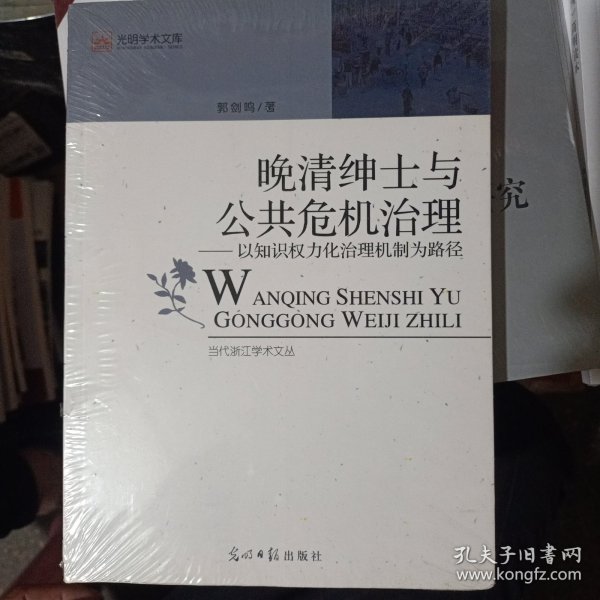 光明学术文库
郭剑鸣/著
晚清绅士与
公共危机治理
——以知识权力化治理机制为路径
WANQING SHENSHI YU
GÓNGGÒNG WEIJI ZHILI
当代浙江学术文丛
光明日报出版社
究
孔夫子旧书网
www.kongfz.com